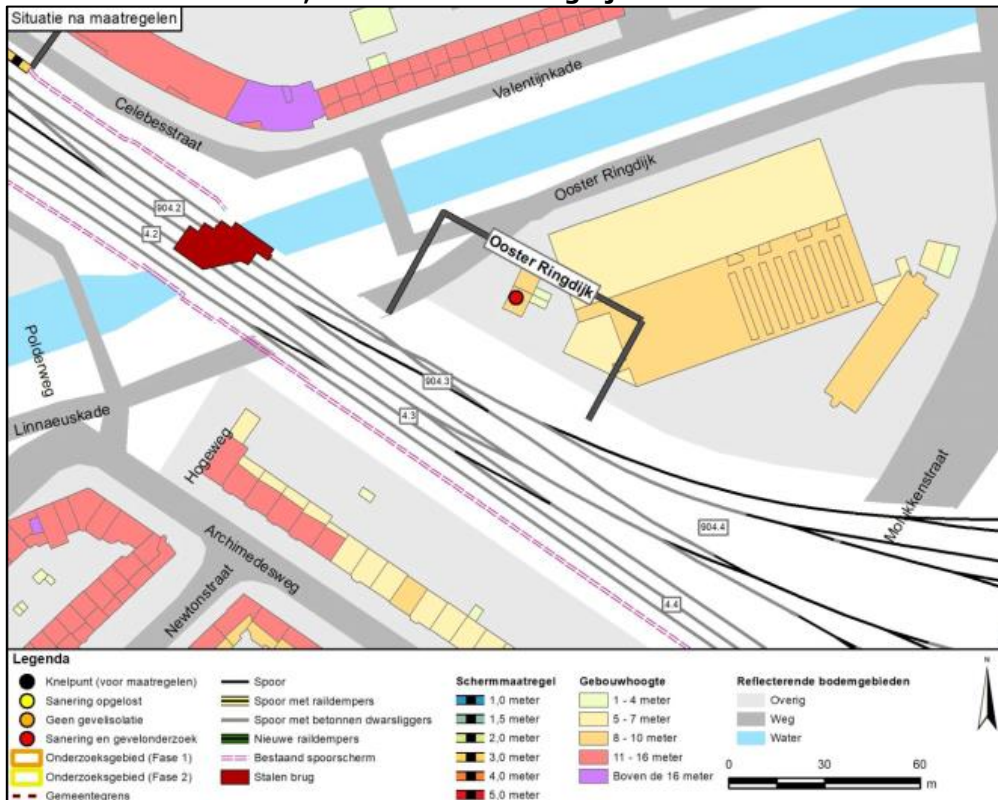 Situatie na maatregelen
Celebesstraat
Valentijnkade
Ooster Ringdijk
904.2
4.2
Ooster Ringdijk
Polderweg
904.3
4.3
Linnaeuskade
Hogeweg
Archimedesweg
Newtonstraat
904.4
Molukkenstraat
4.4
Legenda
Knelpunt (voor maatregelen)
Sanering opgelost
Geen gevelisolatie
Sanering en gevelonderzoek
Onderzoeksgebied (Fase 1)
Onderzoeksgebied (Fase 2)
Gemeentegrens
Spoor
Spoor met raildempers
Spoor met betonnen dwarsliggers
Nieuwe raildempers
Bestaand spoorscherm
Stalen brug
Schermmaatregel
1,0 meter
1,5 meter
2,0 meter
3,0 meter
4,0 meter
5,0 meter
Gebouwhoogte
1 - 4 meter
5 - 7 meter
8 - 10 meter
11 - 16 meter
Boven de 16 meter
Reflecterende bodemgebieden
Overig
Weg
Water
N
0 30 60
m